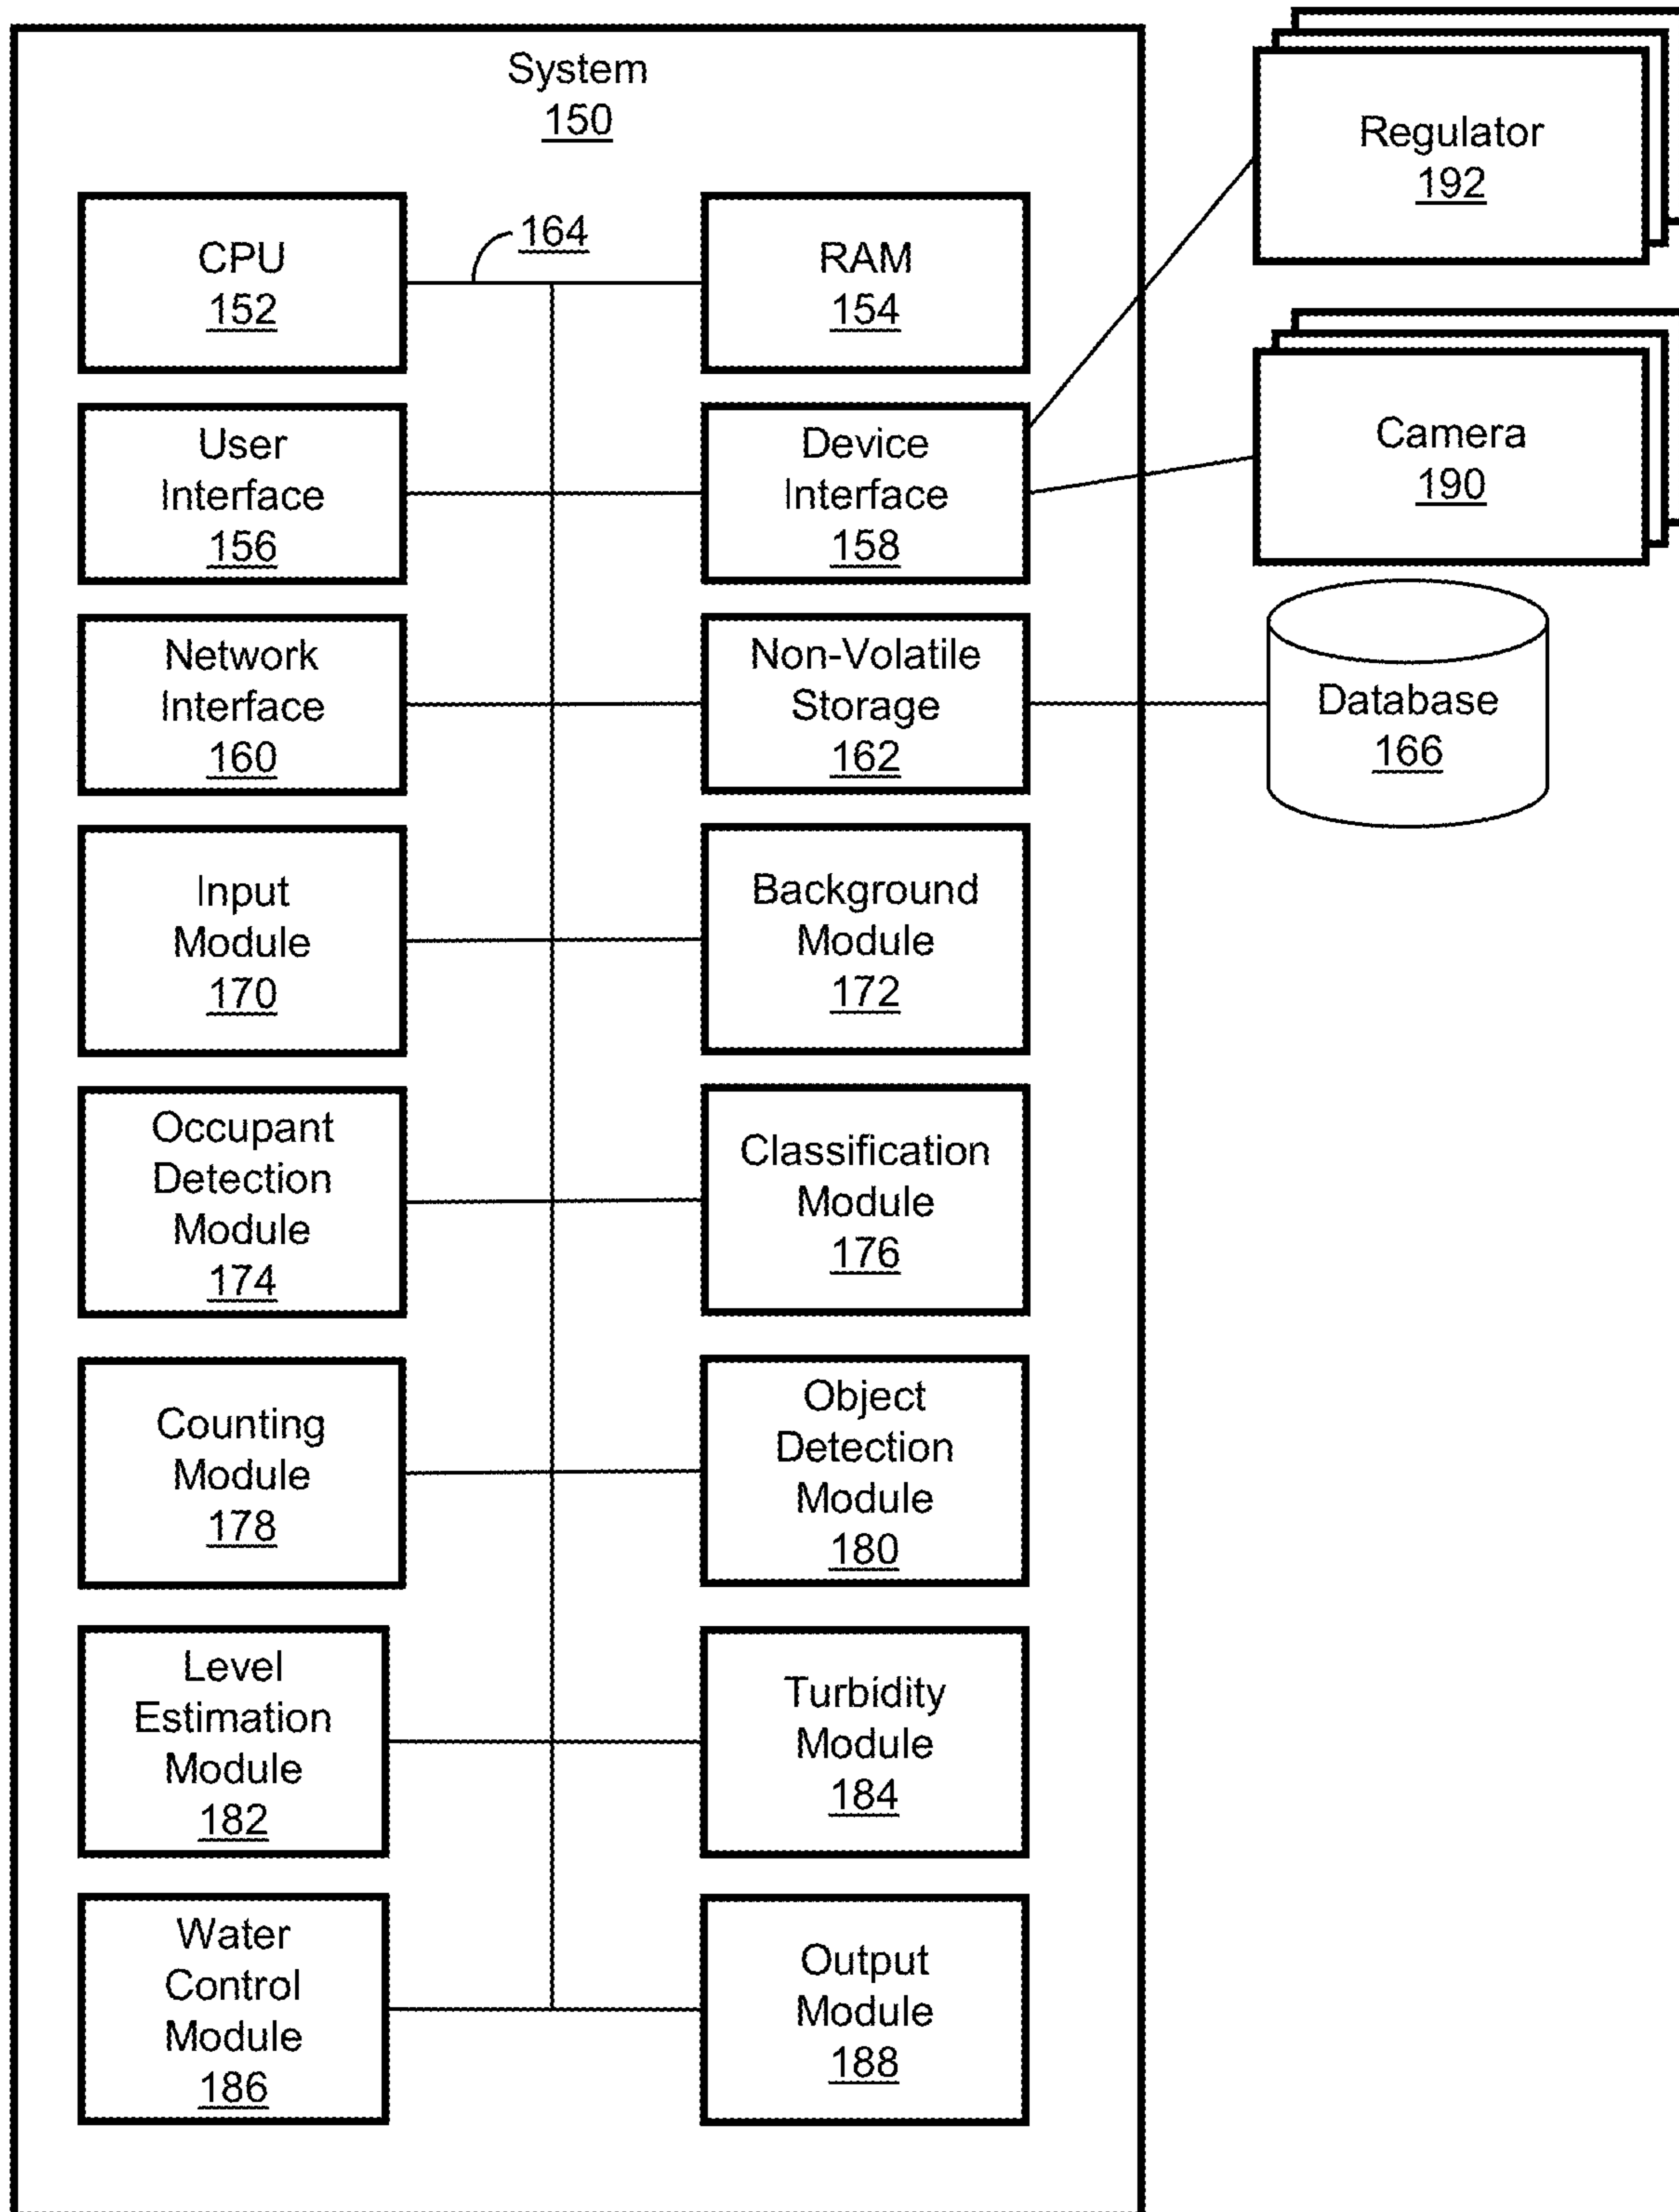 System
150
CPU
152
164
RAM
154
User
Interface
156
Device
Interface
158
Network
Interface
160
Non-Volatile
Storage
162
Input
Module
170
Background
Module
172
Occupant
Detection
Module
174
Classification
Module
176
Counting
Module
178
Object
Detection
Module
180
Level
Estimation
Module
182
Turbidity
Module
184
Water
Control
Module
186
Output
Module
188
Regulator
192
Camera
190
Database
166